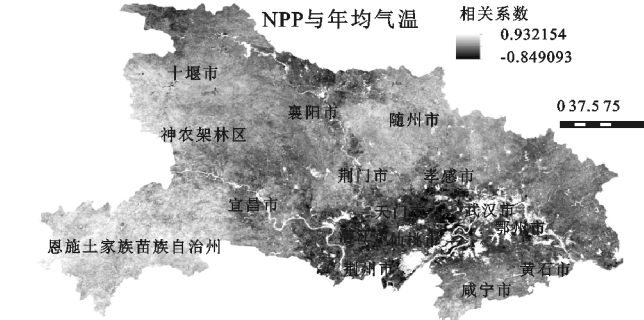 NPP与年均气温
相关系数
0.932154
-0.849093
0 37.5 75
十堰市
襄阳市
随州市
神农架林区
荆门市
孝感市
宜昌市
天门
武汉市
鄂州市
仙桃市
恩施土家族苗族自治州
荆州市
黄石市
咸宁市